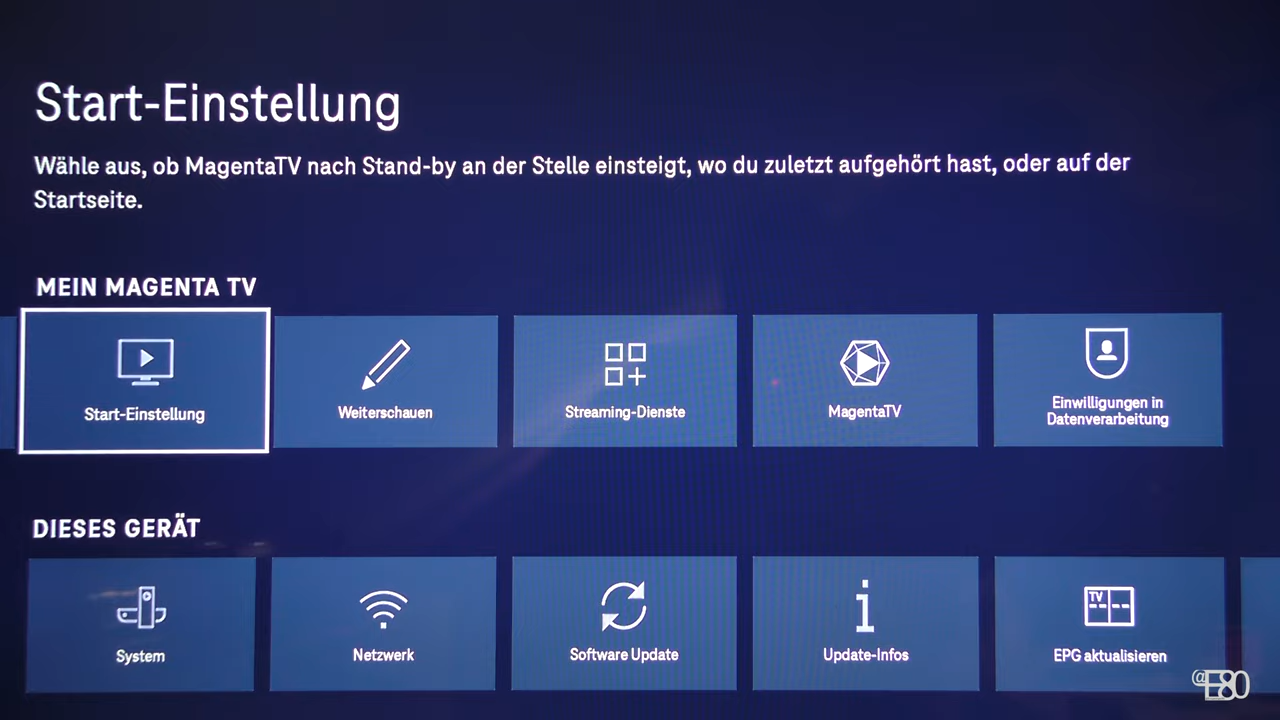 Start-Einstellung
Wähle aus, ob MagentaTV nach Stand-by an der Stelle einsteigt, wo du zuletzt aufgehört hast, oder auf der
Startseite.
MEIN MAGENTA TV
Start-Einstellung
Weiterschauen
Streaming-Dienste
MagentaTV
Einwilligungen in
Datenverarbeitung
DIESES GERÄT
System
Netzwerk
Software Update
i
Update-Infos
TV
EPG aktualisieren
@E80